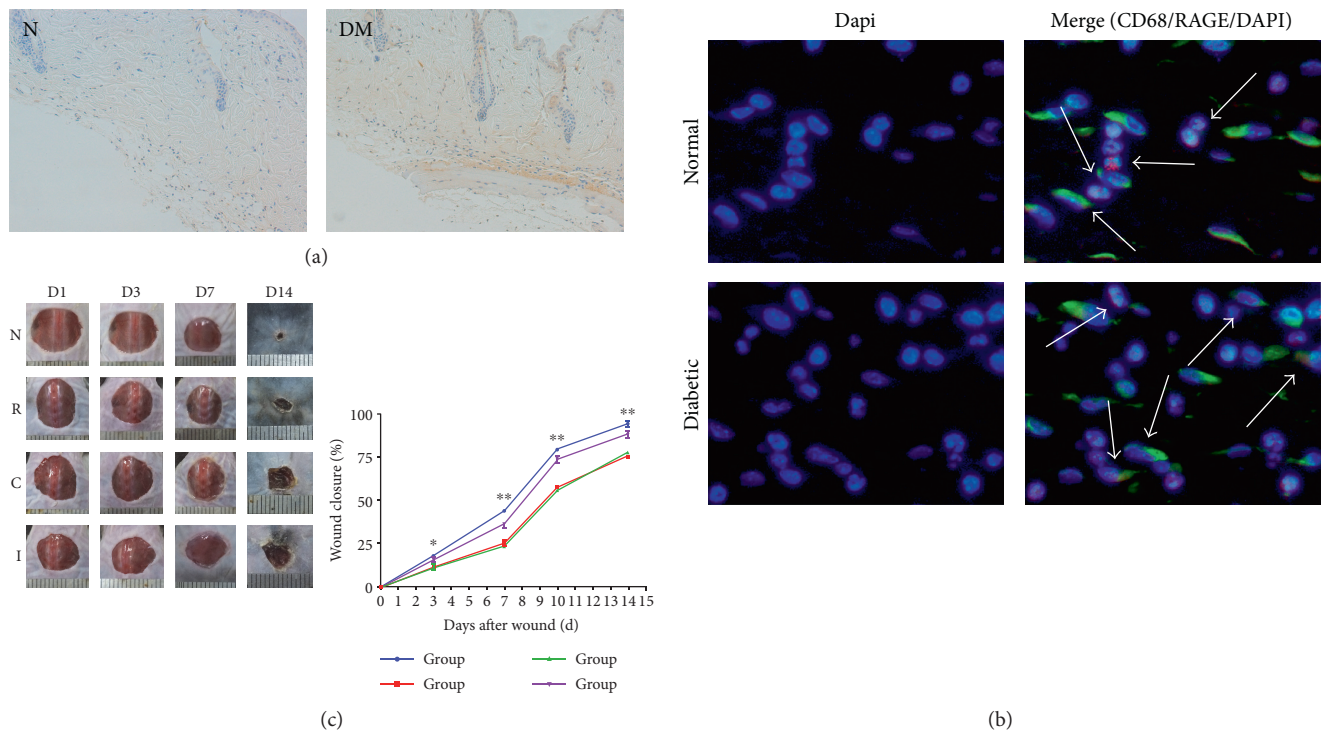 N
DM
(a)
D1 D3 D7 D14
N
R
C
I
Wound closure (%)
100
75
50
25
0
*
**
**
**
0 1 2 3 4 5 6 7 8 9 10 11 12 13 14 15
Days after wound (d)
Group Group
Group Group
(c)
Dapi Merge (CD68/RAGE/DAPI)
Normal
Diabetic
(b)